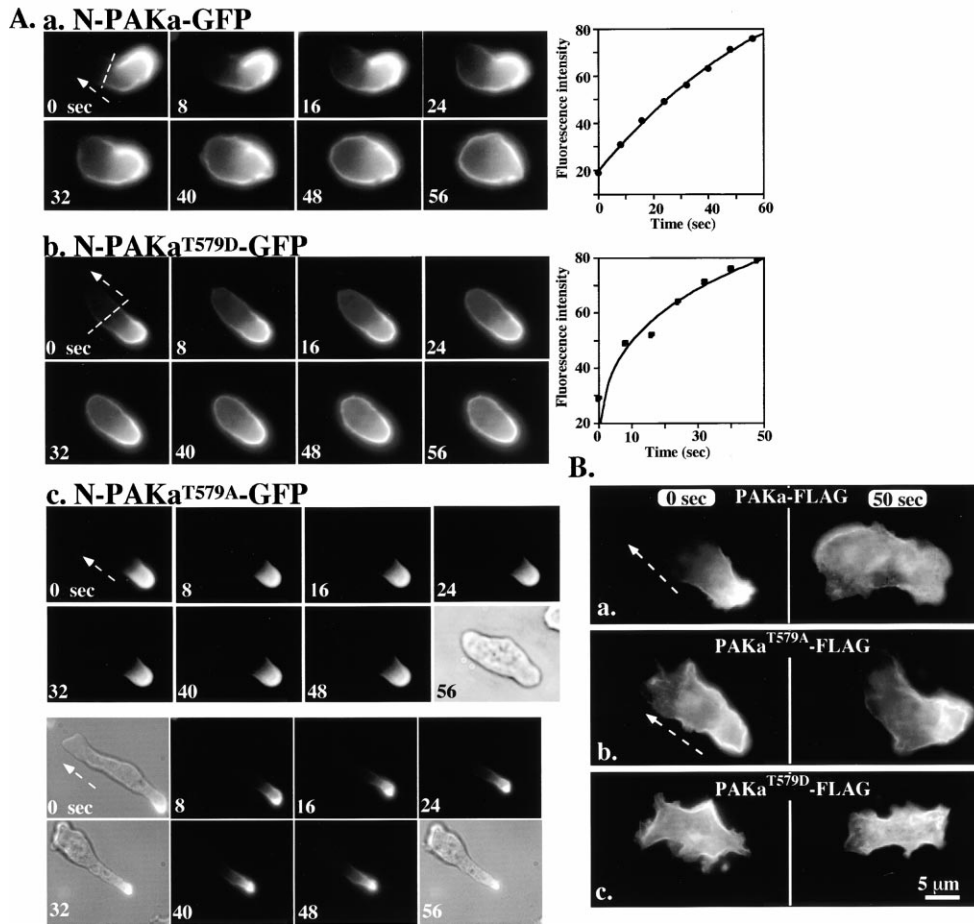 A. a. N-PAKa-GFP
0 sec 8 16 24
32 40 48 56
Fluorescence intensity
80
60
40
20
0 20 40 60
Time (sec)
b. N-PAKaT579D-GFP
0 sec 8 16 24
32 40 48 56
Fluorescence intensity
80
60
40
20
0 10 30 50
Time (sec)
c. N-PAKaT579A-GFP
0 sec 8 16 24
32 40 48 56
0 sec 8 16 24
32 40 48 56
B.
0 sec PAKa-FLAG 50 sec
a.
PAKaT579A-FLAG
b.
PAKaT579D-FLAG
c.
5 μm